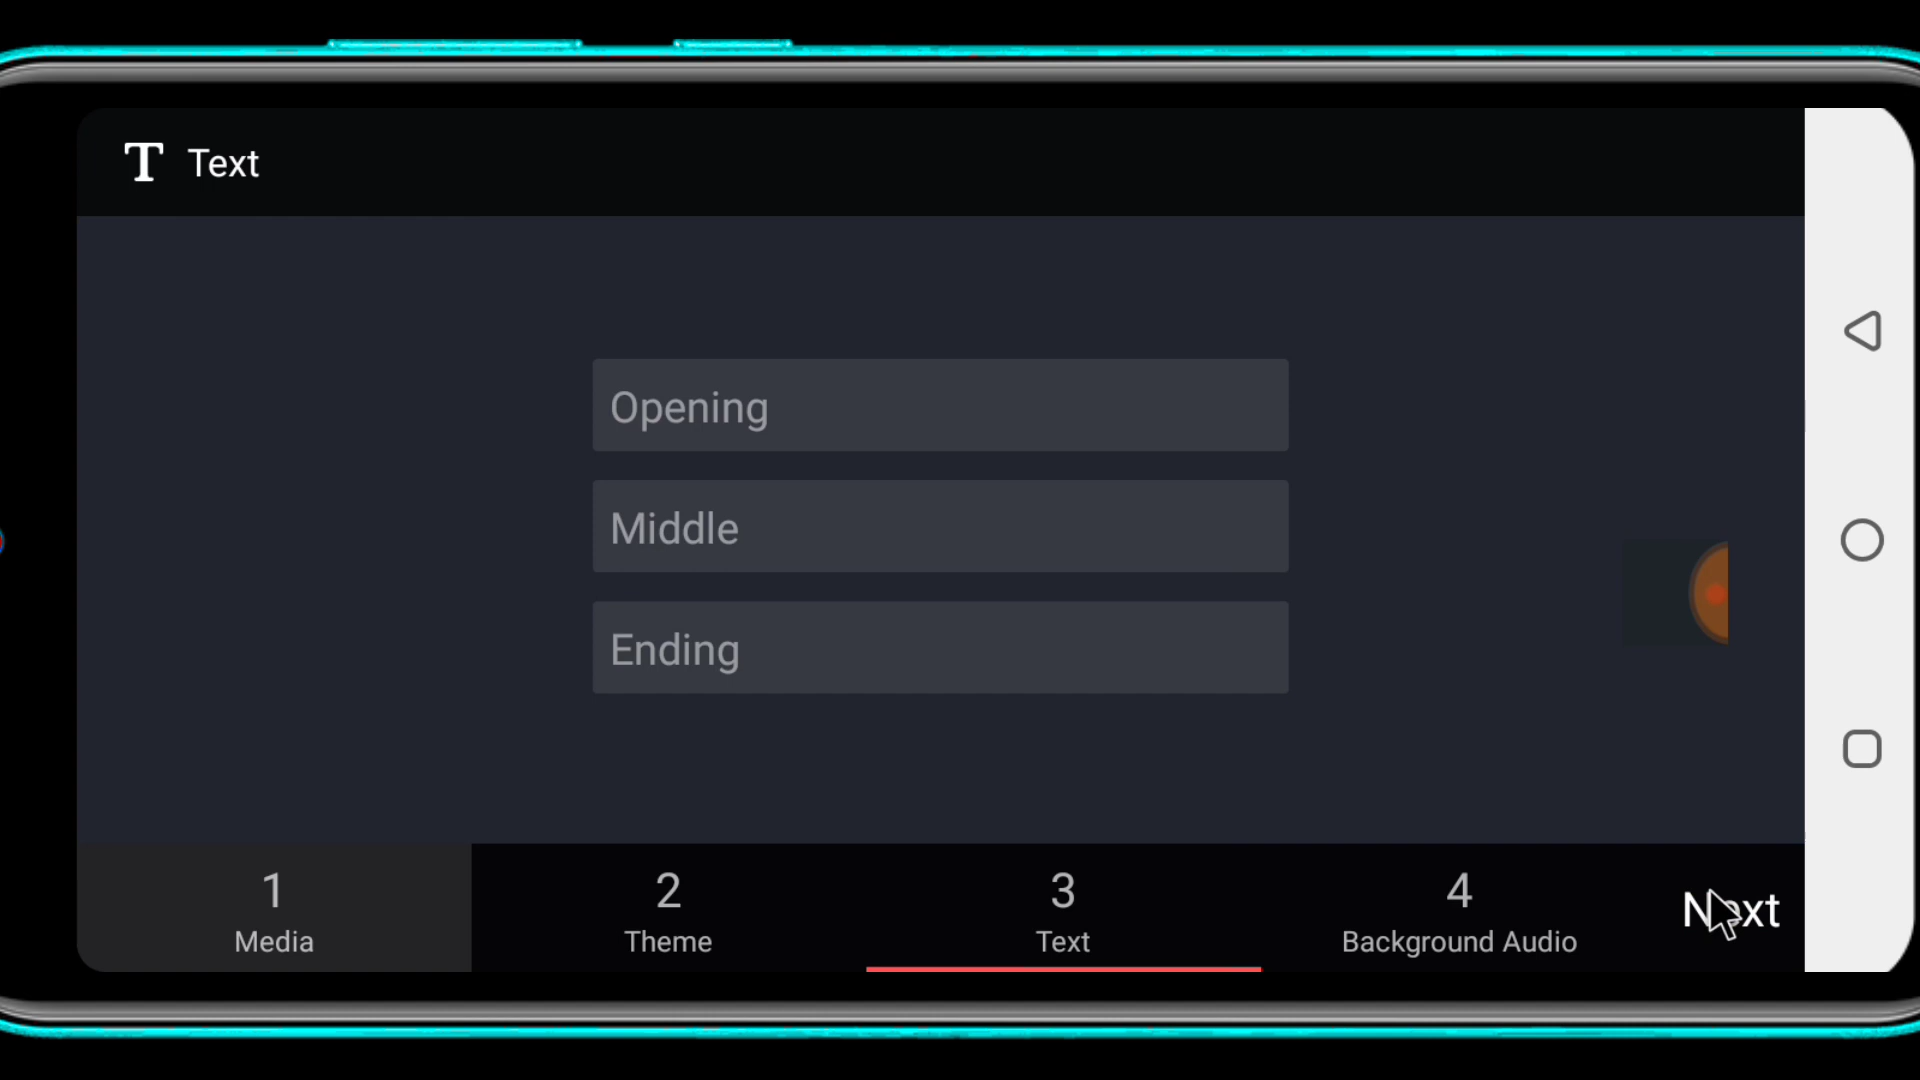 T Text
Opening
Middle
Ending
1 2 3 4
Media Theme Text Background Audio
Next